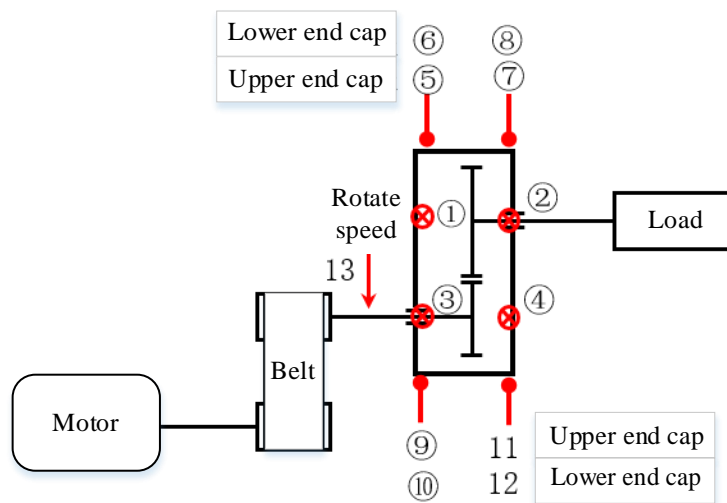 Lower end cap ⑥ ⑧
Upper end cap ⑤ ⑦
Rotate
speed
① ②
Load
13
③ ④
Belt
Motor
⑨ 11 Upper end cap
⑩ 12 Lower end cap